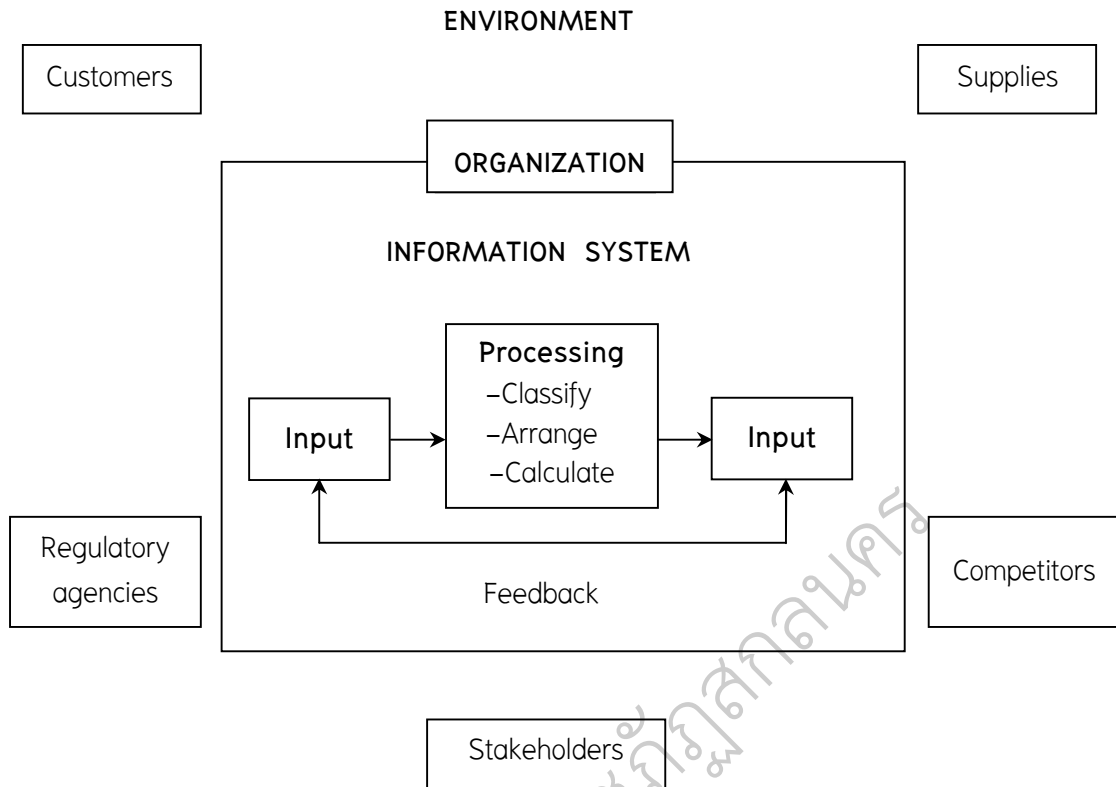 ENVIRONMENT
Customers
Supplies
ORGANIZATION
INFORMATION SYSTEM
Processing
–Classify
–Arrange
–Calculate
Input
Input
Regulatory
agencies
Competitors
Feedback
Stakeholders